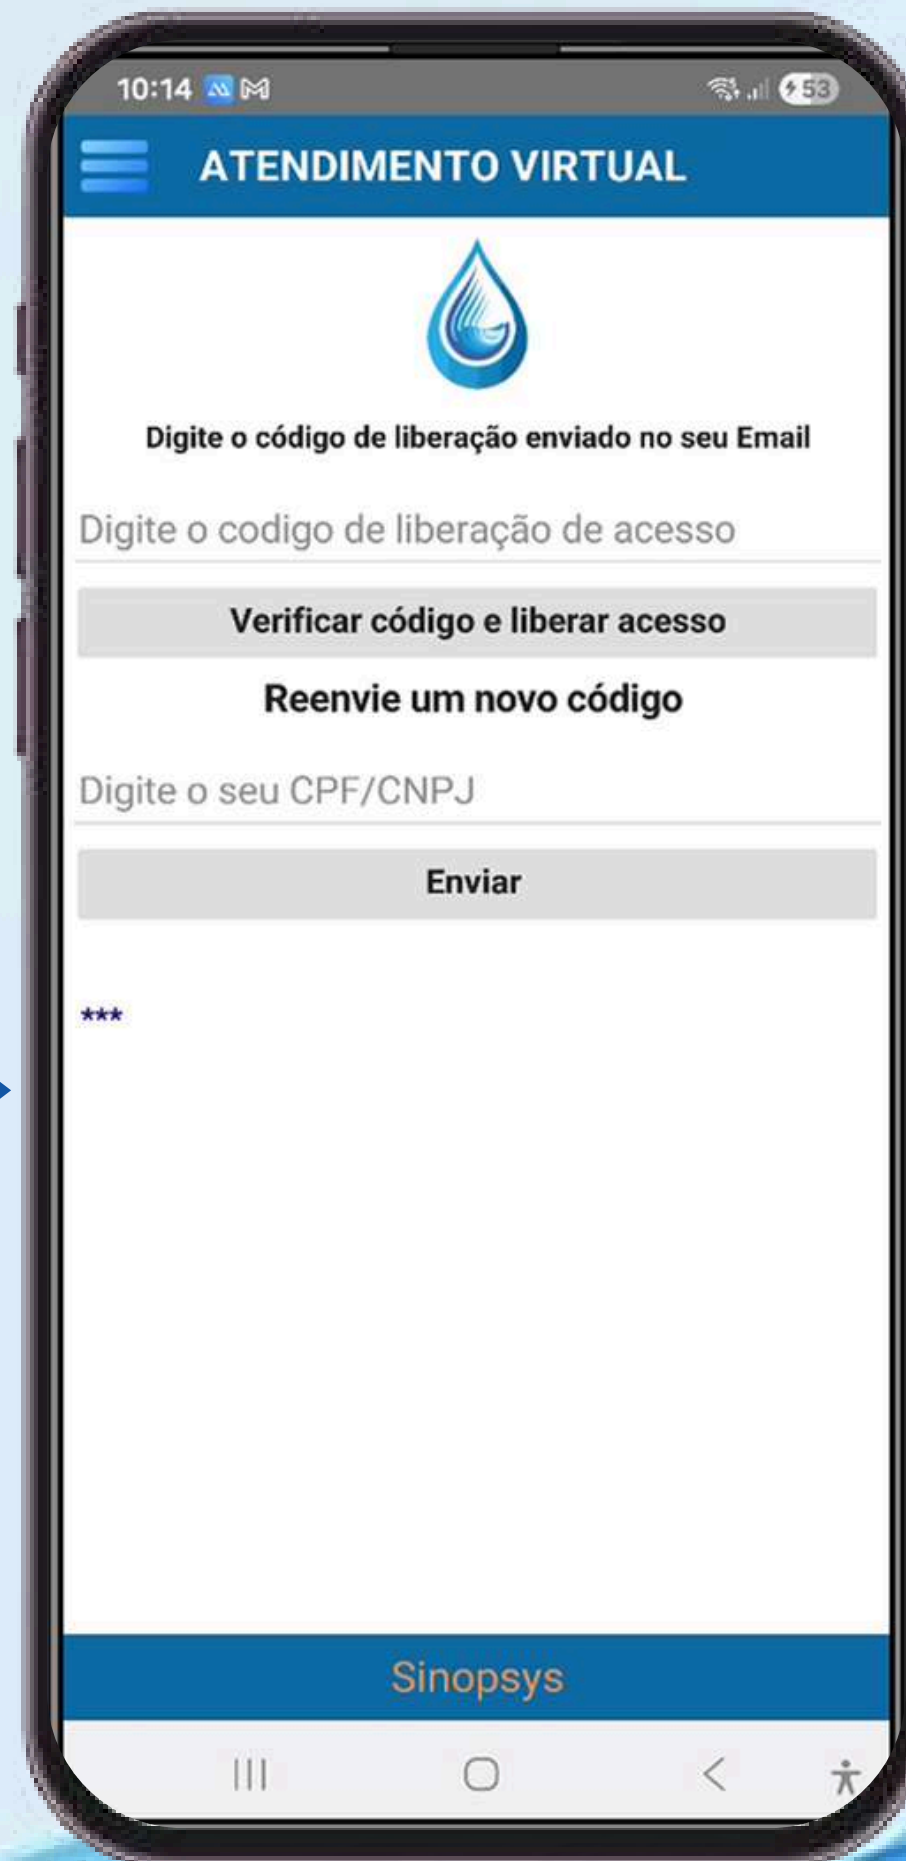 10:14
53
ATENDIMENTO VIRTUAL
Digite o código de liberação enviado no seu Email
Digite o codigo de liberação de acesso
Verificar código e liberar acesso
Reenvie um novo código
Digite o seu CPF/CNPJ
Enviar
***
Sinopsys